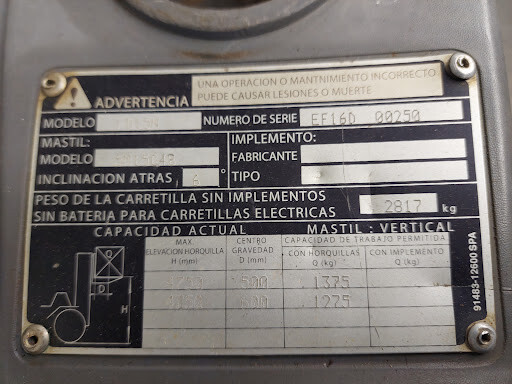 UNA OPERACION O MANTNIMIENTO INCORRECTO
PUEDE CAUSAR LESIONES O MUERTE
ADVERTENCIA
MODELO NUMERO DE SERIE EF16D 00250
MASTIL: IMPLEMENTO:
MODELO FABRICANTE
INCLINACION ATRAS 6° TIPO
PESO DE LA CARRETILLA SIN IMPLEMENTOS
SIN BATERIA PARA CARRETILLAS ELECTRICAS 2817 kg
CAPACIDAD ACTUAL MASTIL : VERTICAL
MAX. ELEVACION HORQUILLA H (mm)
CENTRO GRAVEDAD D (mm)
CAPACIDAD DE TRABAJO PERMITIDA
CON HORQUILLAS Q (kg)
CON IMPLEMENTO Q (kg)
500 1375
1275
D
H
91483-12600 SPA